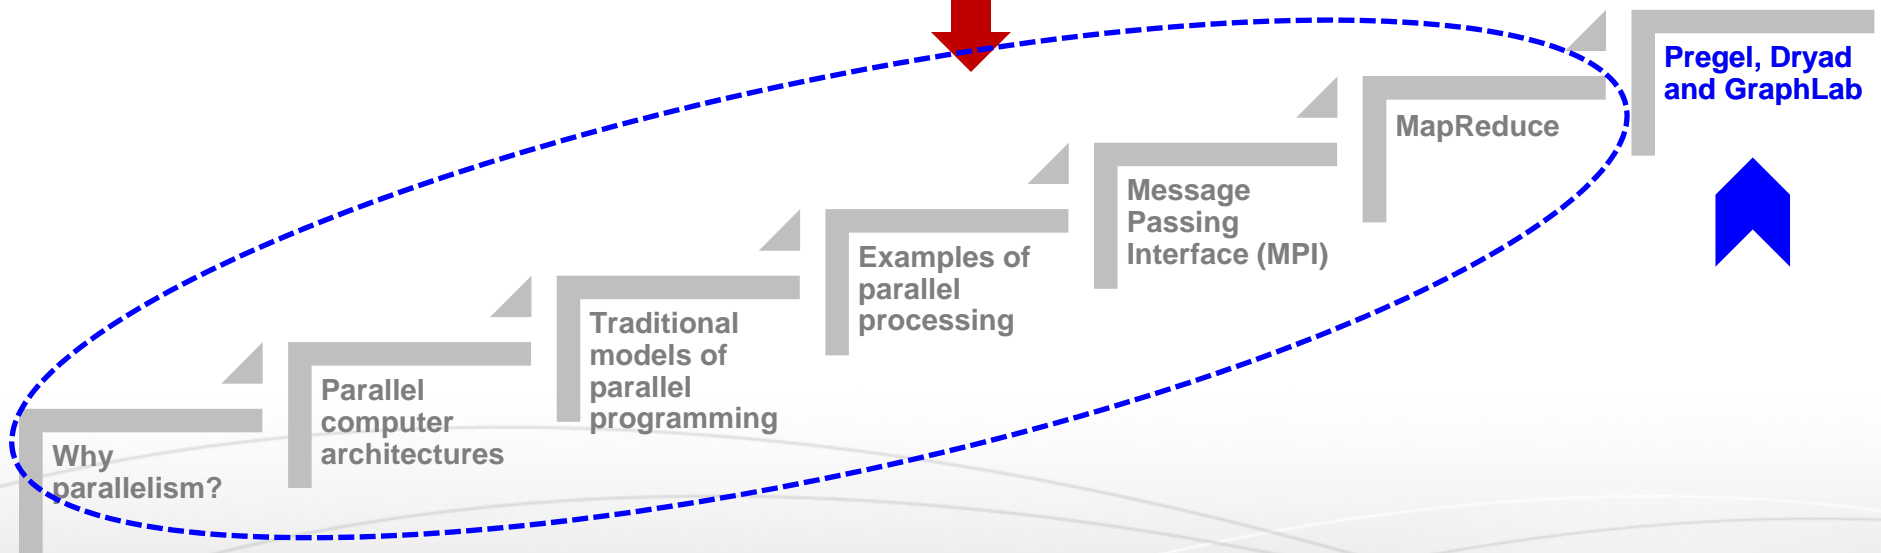 Why
parallelism?
Parallel
computer
architectures
Traditional
models of
parallel
programming
Examples of
parallel
processing
Message
Passing
Interface (MPI)
MapReduce
Pregel, Dryad
and GraphLab